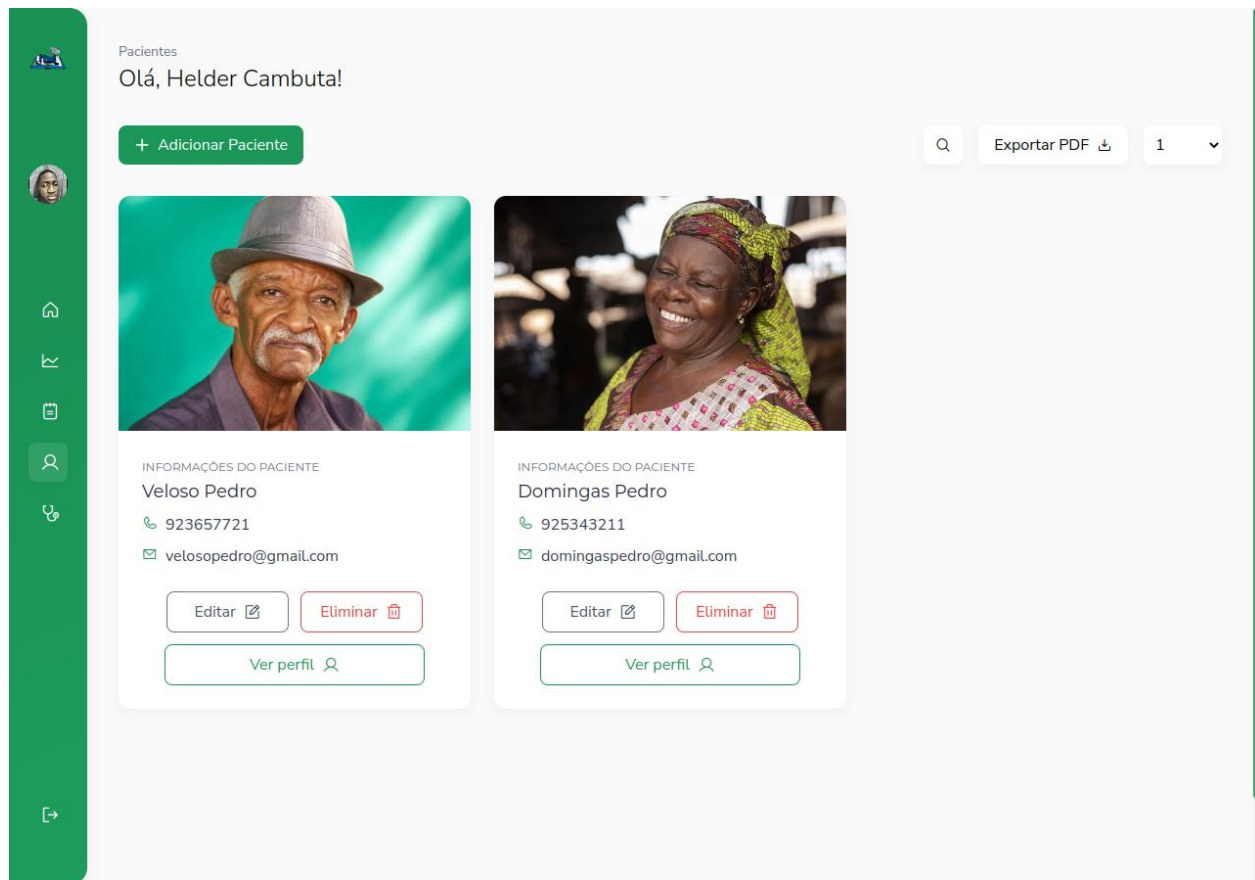 Pacientes
Olá, Helder Cambuta!
Adicionar Paciente
Exportar PDF
1
INFORMAÇÕES DO PACIENTE
Veloso Pedro
923657721
velosopedro@gmail.com
Editar
Eliminar
Ver perfil
INFORMAÇÕES DO PACIENTE
Domingas Pedro
925343211
domingaspedro@gmail.com
Editar
Eliminar
Ver perfil